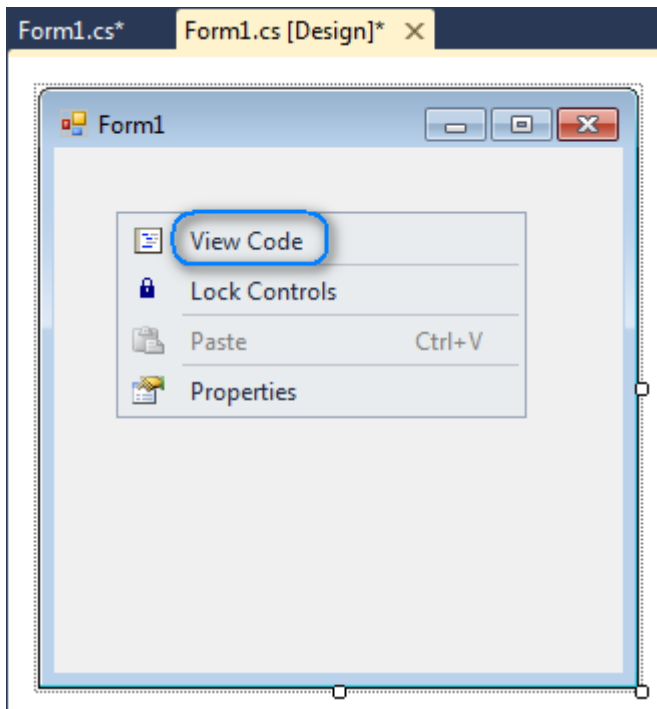 Form1.cs* Form1.cs [Design]*
Form1
View Code
Lock Controls
Paste Ctrl+V
Properties